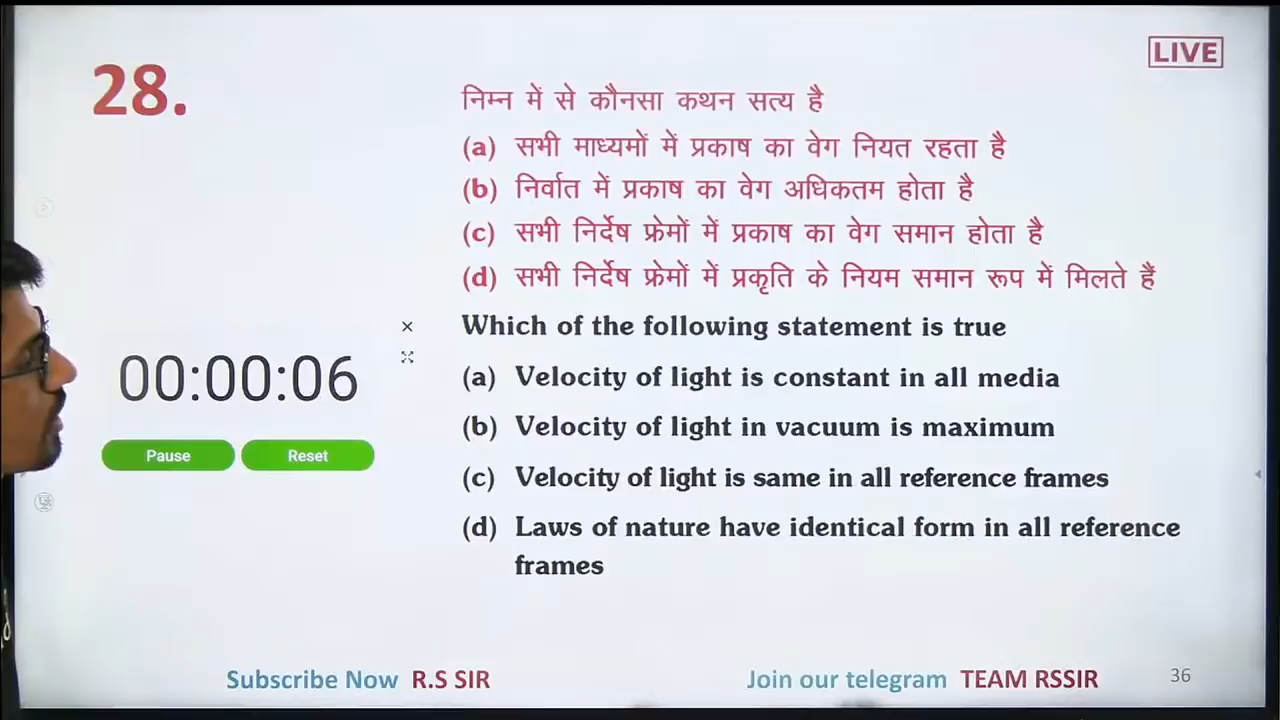 LIVE
28.
निम्न में से कौनसा कथन सत्य है
(a) सभी माध्यमों में प्रकाष का वेग नियत रहता है
(b) निर्वात में प्रकाष का वेग अधिकतम होता है
(c) सभी निर्देष फ्रेमों में प्रकाष का वेग समान होता है
(d) सभी निर्देष फ्रेमों में प्रकृति के नियम समान रूप में मिलते हैं
Which of the following statement is true
(a) Velocity of light is constant in all media
(b) Velocity of light in vacuum is maximum
(c) Velocity of light is same in all reference frames
(d) Laws of nature have identical form in all reference
frames
00:00:06
Pause Reset
Subscribe Now R.S SIR
Join our telegram TEAM RSSIR
36